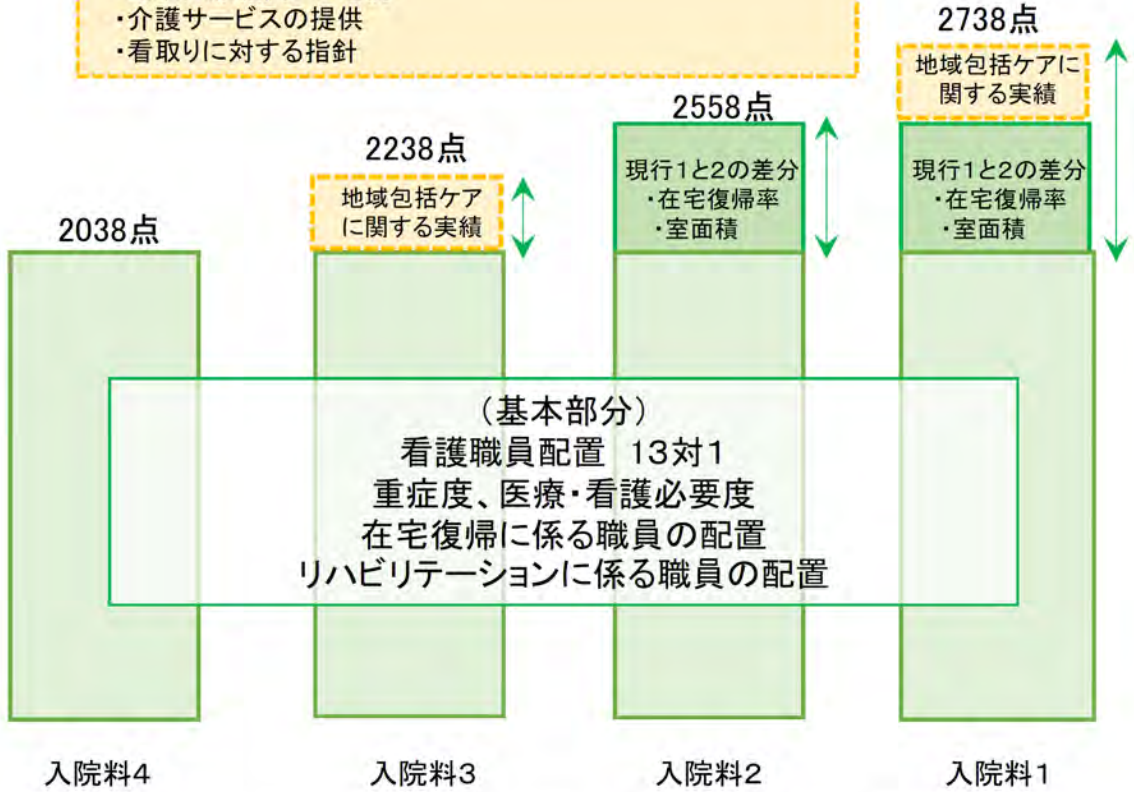 ・介護サービスの提供
・看取りに対する指針
2738点
地域包括ケアに
関する実績
2558点
現行1と2の差分
・在宅復帰率
・室面積
現行1と2の差分
・在宅復帰率
・室面積
2238点
地域包括ケア
に関する実績
2038点
（基本部分）
看護職員配置 13対1
重症度、医療・看護必要度
在宅復帰に係る職員の配置
リハビリテーションに係る職員の配置
入院料4
入院料3
入院料2
入院料1